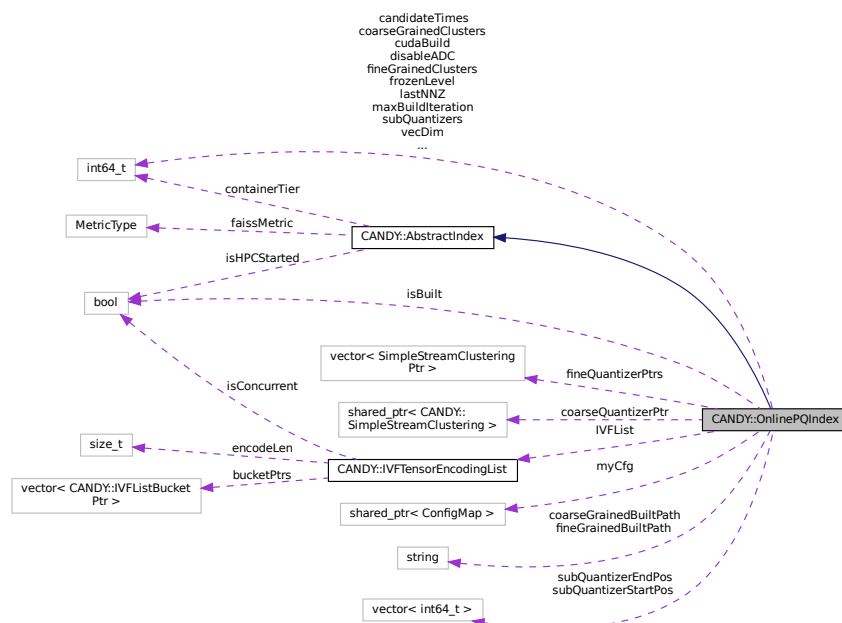 candidateTimes
coarseGrainedClusters
cudaBuild
disableADC
fineGrainedClusters
frozenLevel
lastNNZ
maxBuildIteration
subQuantizers
vecDim
...
int64_t
containerTier
MetricType
faissMetric
CANDY::AbstractIndex
isHPCStarted
bool
isBuilt
vector< SimpleStreamClustering
Ptr >
fineQuantizerPtrs
isConcurrent
shared_ptr< CANDY::
SimpleStreamClustering >
coarseQuantizerPtr
CANDY::OnlinePQIndex
IVFList
size_t
encodeLen
CANDY::IVFTensorEncodingList
bucketPtrs
vector< CANDY::IVFListBucket
Ptr >
myCfg
shared_ptr< ConfigMap >
coarseGrainedBuiltPath
fineGrainedBuiltPath
string
subQuantizerEndPos
subQuantizerStartPos
vector< int64_t >